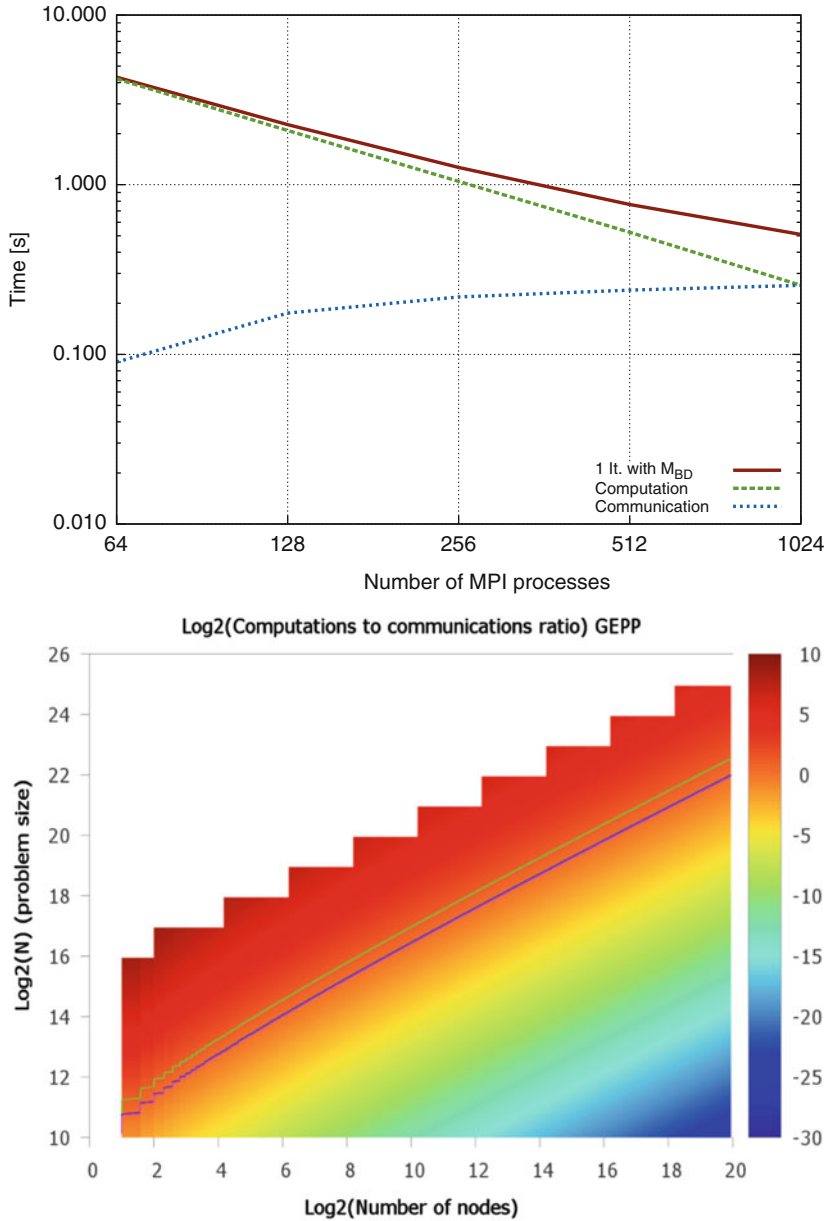 10.000
1.000
0.100
0.010
Time [s]
1 It. with M_BD
Computation
Communication
64 128 256 512 1024
Number of MPI processes
Log2(Computations to communications ratio) GEPP
26
24
22
20
18
16
14
12
10
Log2(N) (problem size)
0 2 4 6 8 10 12 14 16 18 20
Log2(Number of nodes)
10
5
0
-5
-10
-15
-20
-25
-30